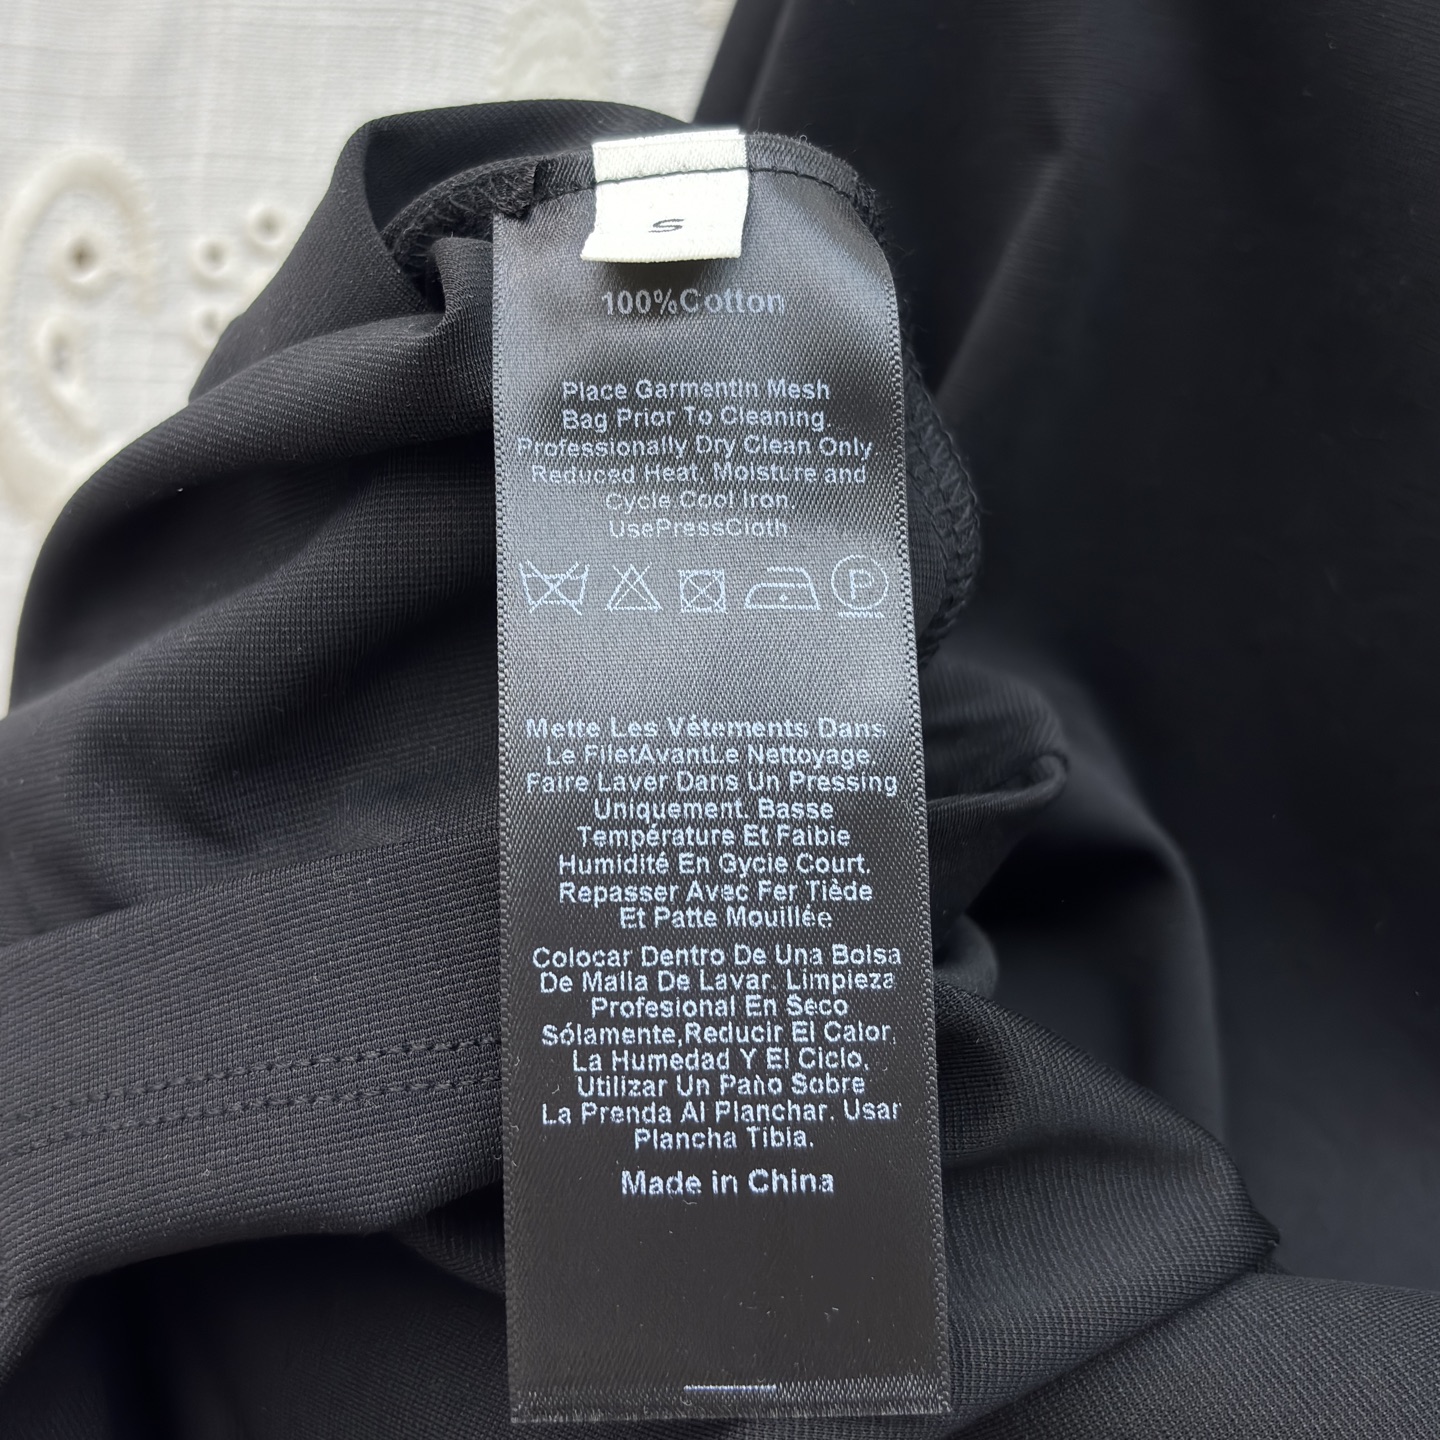 S
100%Cotton
Place GarmentIn Mesh
Bag Prior To Cleaning.
Professionally Dry Clean Only
Reduced Heat, Moisture and
Cycle Cool Iron.
UsePressCloth
P
Mette Les Vétements Dans
Le FiletAvantLe Nettoyage
Faire Laver Dans Un Pressing
Uniquement. Basse
Température Et Faibie
Humidité En Gycie Court.
Repasser Avec Fer Tiède
Et Patte Mouillée
Colocar Dentro De Una Bolsa
De Malla De Lavar. Limpieza
Profesional En Seco
Sólamente,Reducir El Calor,
La Humedad Y El Ciclo,
Utilizar Un Paño Sobre
La Prenda Al Planchar. Usar
Plancha Tibia.
Made in China